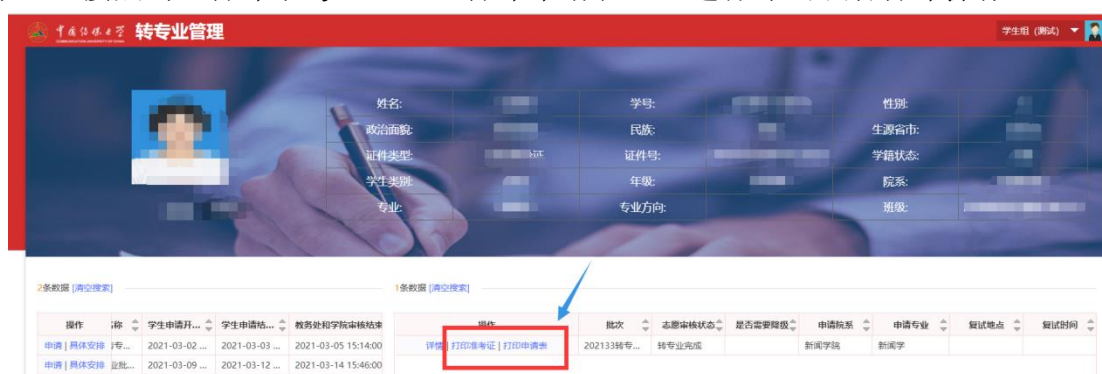 中国传媒大学 转专业管理 学生组 (测试)
姓名: 学号: 性别:
政治面貌: 民族: 生源省市:
证件类型: 证件号: 学籍状态:
学生类别: 年级: 院系:
专业: 专业方向: 班级:
2条数据 [清空搜索] 1条数据 [清空搜索]
操作 称 学生申请开... 学生申请结... 教务处和学院审核结束 操作 批次 志愿审核状态 是否需要降级 申请院系 申请专业 复试地点 复试时间
申请 | 具体安排 专... 2021-03-02 ... 2021-03-03 ... 2021-03-05 15:14:00 详情 | 打印准考证 | 打印申请表 202133转专... 转专业完成 新闻学院 新闻学
申请 | 具体安排 业批... 2021-03-09 ... 2021-03-12 ... 2021-03-14 15:46:00